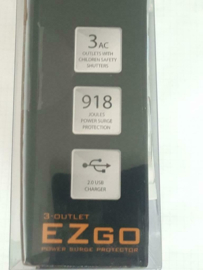 3 AC
OUTLETS WITH
CHILDREN SAFETY
SHUTTERS
918
JOULES
POWER SURGE
PROTECTION
USB
CHARGER
3-OUTLET
EZGO
POWER SURGE PROTECTOR